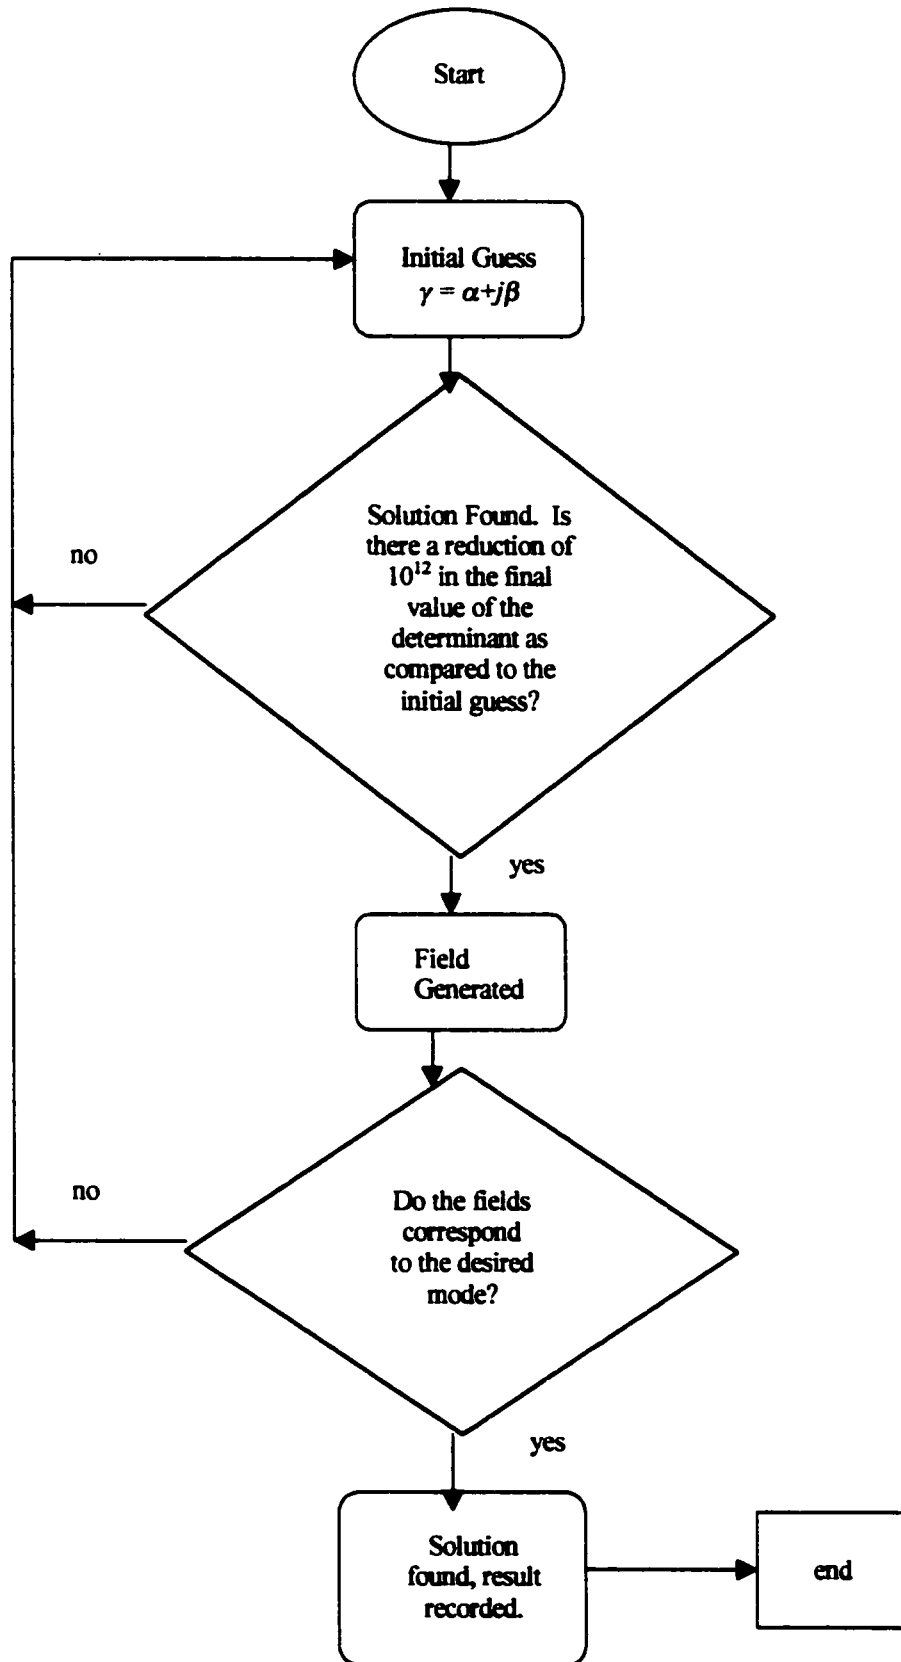 Start
Initial Guess
γ = α+jβ
Solution Found. Is
there a reduction of
10¹² in the final
value of the
determinant as
compared to the
initial guess?
no
yes
Field
Generated
Do the fields
correspond
to the desired
mode?
no
yes
Solution
found, result
recorded.
end